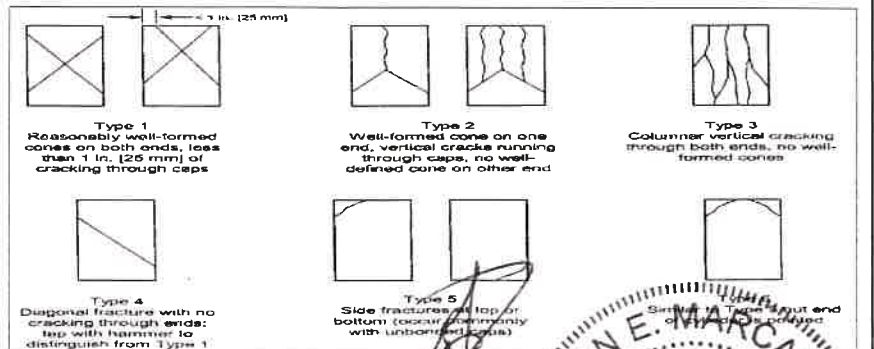 < 1 in. [25 mm]
Type 1
Reasonably well-formed
cones on both ends, less
than 1 in. [25 mm] of
cracking through caps
Type 2
Well-formed cone on one
end, vertical cracks running
through caps, no well-
defined cone on other end
Type 3
Columnar vertical cracking
through both ends, no well-
formed cones
Type 4
Diagonal fracture with no
cracking through ends;
tap with hammer to
distinguish from Type 1
Type 5
Side fractures at top or
bottom (occur commonly
with unbonded caps)
Type 6
Similar to Type 5 but end
of cylinder is pointed
N E. MARCA